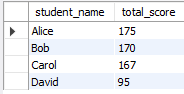 student_name total_score
Alice 175
Bob 170
Carol 167
David 95